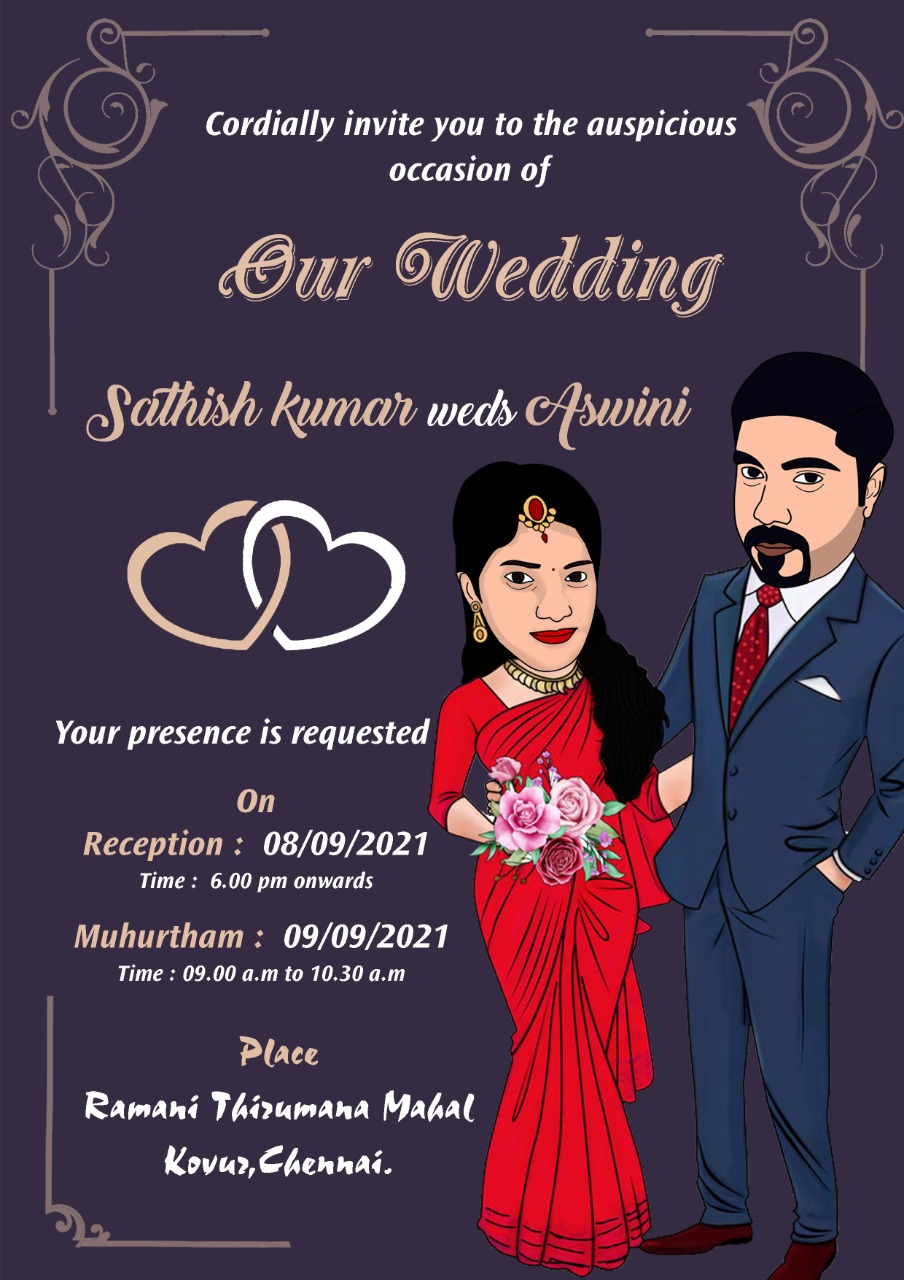 Cordially invite you to the auspicious
occasion of
Our Wedding
Sathish kumar weds Aswini
Your presence is requested
On
Reception : 08/09/2021
Time : 6.00 pm onwards
Muhurtham : 09/09/2021
Time : 09.00 a.m to 10.30 a.m
Place
Ramani Thirumana Mahal
Kovur,Chennai.